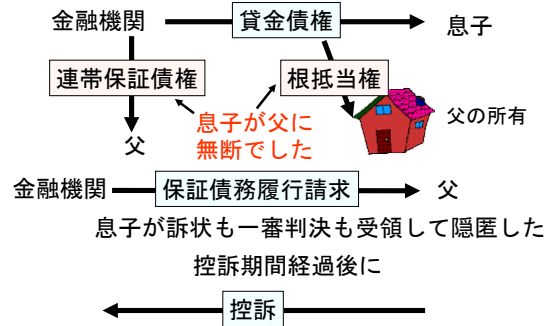 金融機関
貸金債権
息子
連帯保証債権
根抵当権
息子が父に
無断でした
父の所有
父
金融機関
保証債務履行請求
父
息子が訴状も一審判決も受領して隠匿した
控訴期間経過後に
控訴